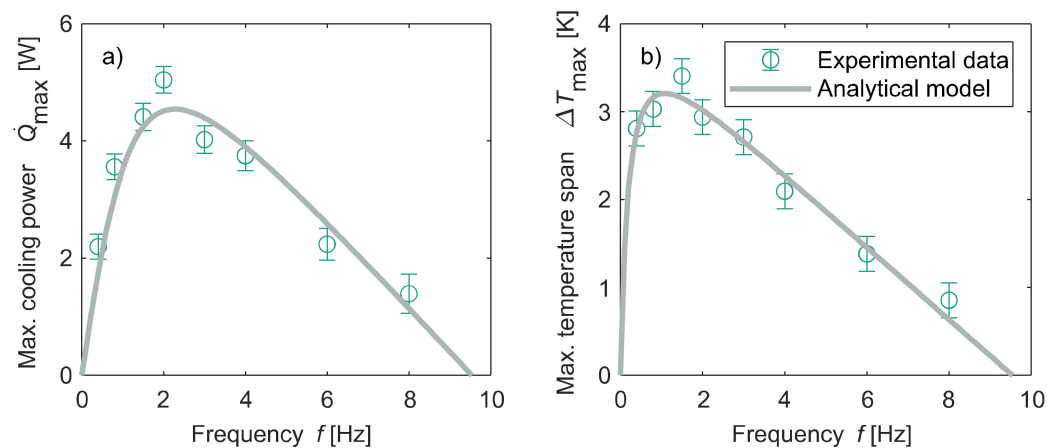 a)
6
4
2
0
0 2 4 6 8 10
Max. cooling power Q̇max [W]
Frequency f [Hz]
b)
Experimental data
Analytical model
4
3
2
1
0
0 2 4 6 8 10
Max. temperature span ΔTmax [K]
Frequency f [Hz]